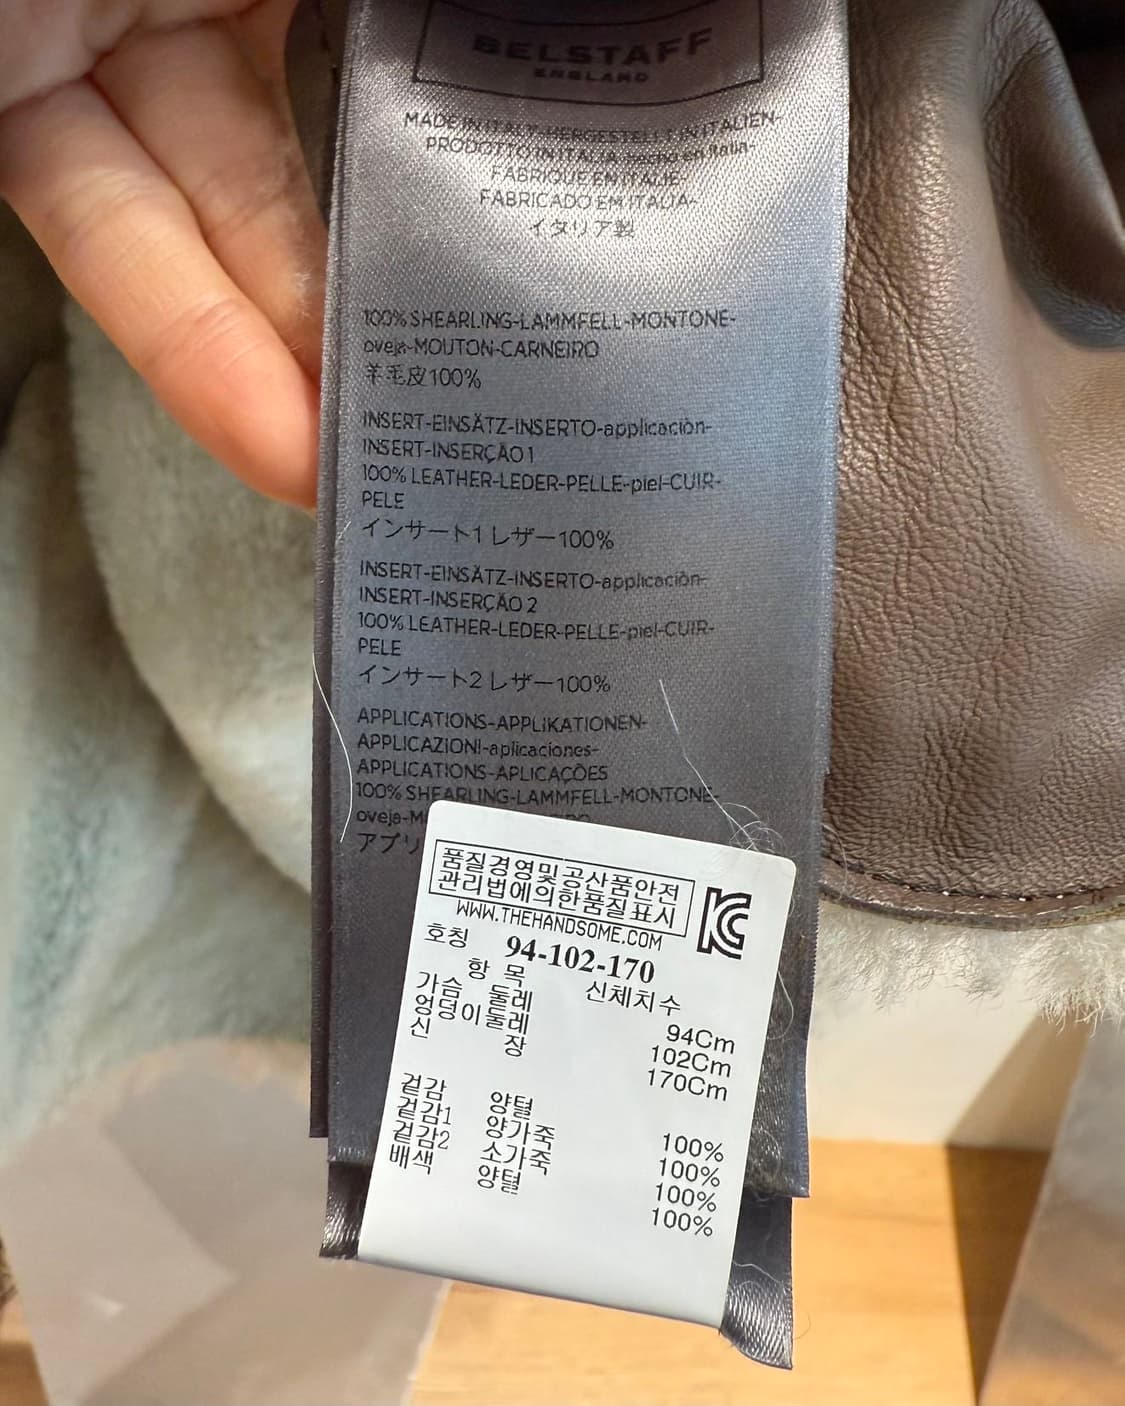 BELSTAFF
ENGLAND
MADE IN ITALY-HERGESTELLT IN ITALIEN-
PRODOTTO IN ITALIA-hecho en Italia-
FABRIQUE EN ITALIE-
FABRICADO EM ITALIA-
イタリア製
100% SHEARLING-LAMMFELL-MONTONE-
oveja-MOUTON-CARNEIRO
羊毛皮100%
INSERT-EINSÄTZ-INSERTO-applicaciòn-
INSERT-INSERÇÃO 1
100% LEATHER-LEDER-PELLE-piel-CUIR-
PELE
インサート1 レザー100%
INSERT-EINSÄTZ-INSERTO-applicaciòn-
INSERT-INSERÇÃO 2
100% LEATHER-LEDER-PELLE-piel-CUIR-
PELE
インサート2 レザー100%
APPLICATIONS-APPLIKATIONEN-
APPLICAZIONI-aplicaciones-
APPLICATIONS-APLICAÇÕES
100% SHEARLING-LAMMFELL-MONTONE-
oveja-M
アプリ
품질경영및공산품안전
관리법에의한품질표시
WWW.THEHANDSOME.COM
호칭 94-102-170
항 목 신체치수
가슴 둘레 94Cm
엉덩이둘레 102Cm
신 장 170Cm
겉감 양털 100%
겉감1 양가죽 100%
겉감2 소가죽 100%
배색 양털 100%